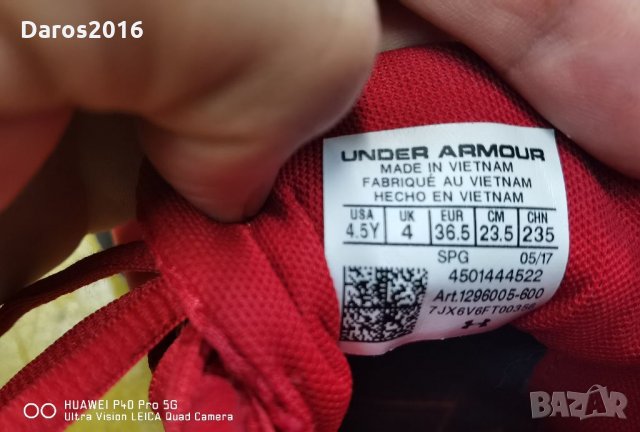 Daros2016
UNDER ARMOUR
MADE IN VIETNAM
FABRIQUÉ AU VIETNAM
HECHO EN VIETNAM
USA UK EUR CM CHN
4.5Y 4 36.5 23.5 235
SPG 05/17
4501444522
Art.1296005-600
7JX6V6FT00356
HUAWEI P40 Pro 5G
Ultra Vision LEICA Quad Camera
BAZAR